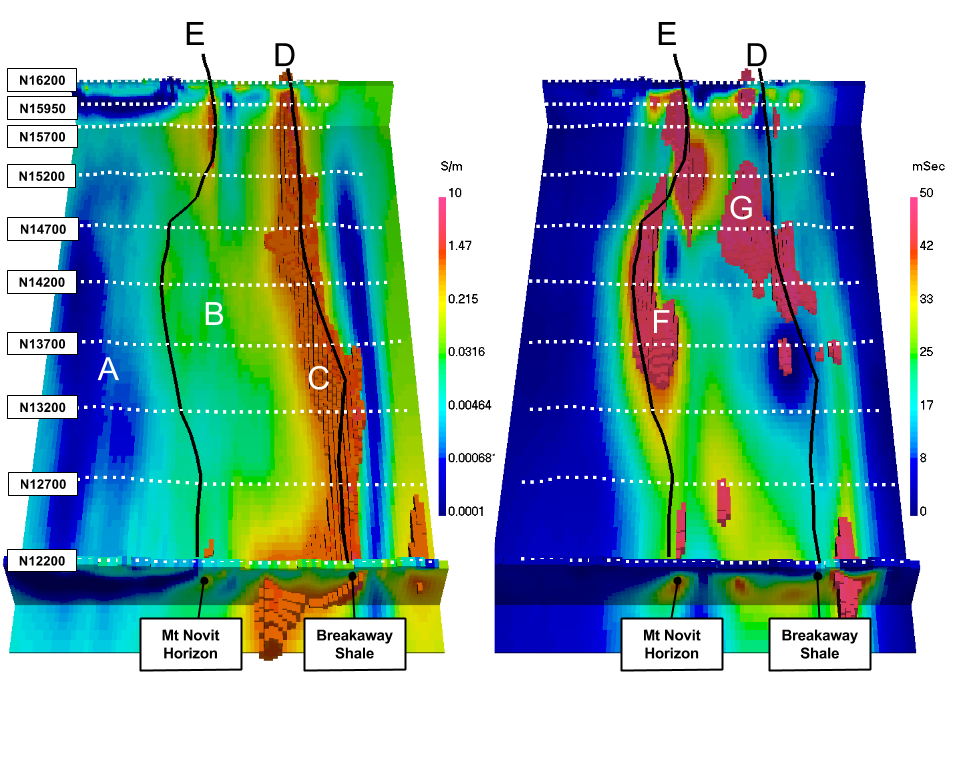 E
D
E
D
N16200
N15950
N15700
N15200
N14700
N14200
N13700
N13200
N12700
N12200
A
B
C
S/m
10
1.47
0.215
0.0316
0.00464
0.00068
0.0001
F
G
mSec
50
42
33
25
17
8
0
Mt Novit
Horizon
Breakaway
Shale
Mt Novit
Horizon
Breakaway
Shale